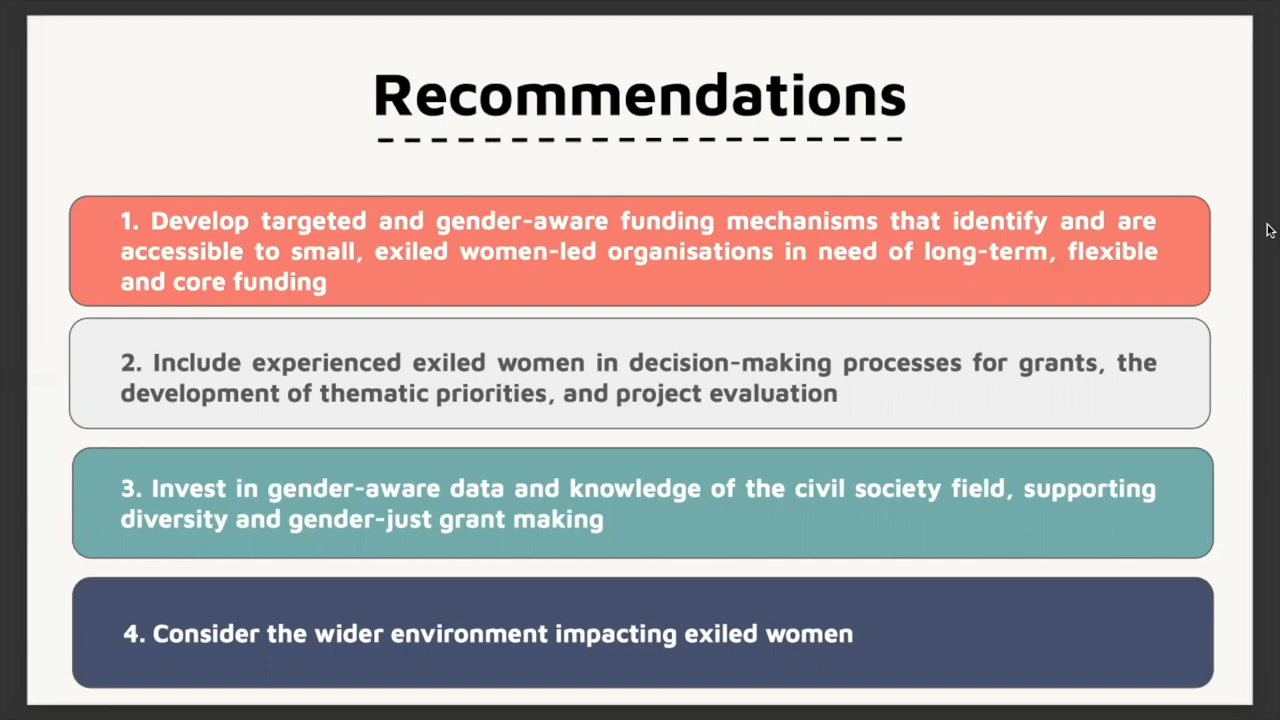 Recommendations
1. Develop targeted and gender-aware funding mechanisms that identify and are
accessible to small, exiled women-led organisations in need of long-term, flexible
and core funding
2. Include experienced exiled women in decision-making processes for grants, the
development of thematic priorities, and project evaluation
3. Invest in gender-aware data and knowledge of the civil society field, supporting
diversity and gender-just grant making
4. Consider the wider environment impacting exiled women